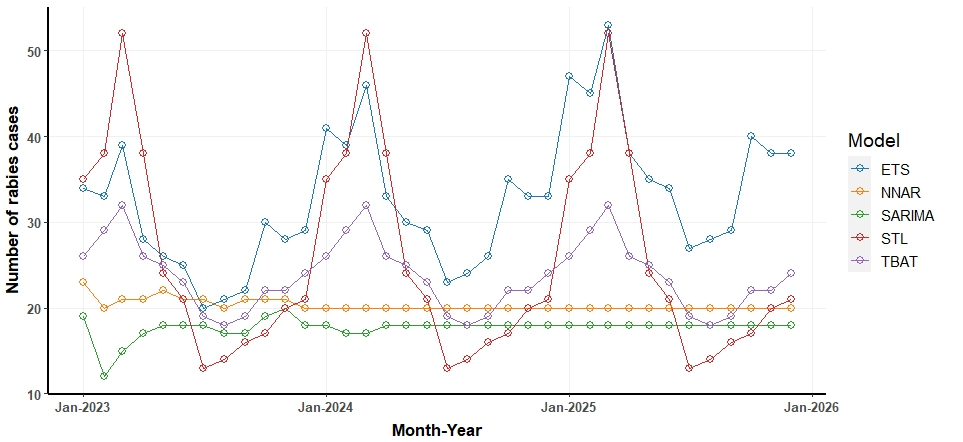 Number of rabies cases
50
40
30
20
10
Jan-2023
Jan-2024
Jan-2025
Jan-2026
Month-Year
Model
ETS
NNAR
SARIMA
STL
TBAT